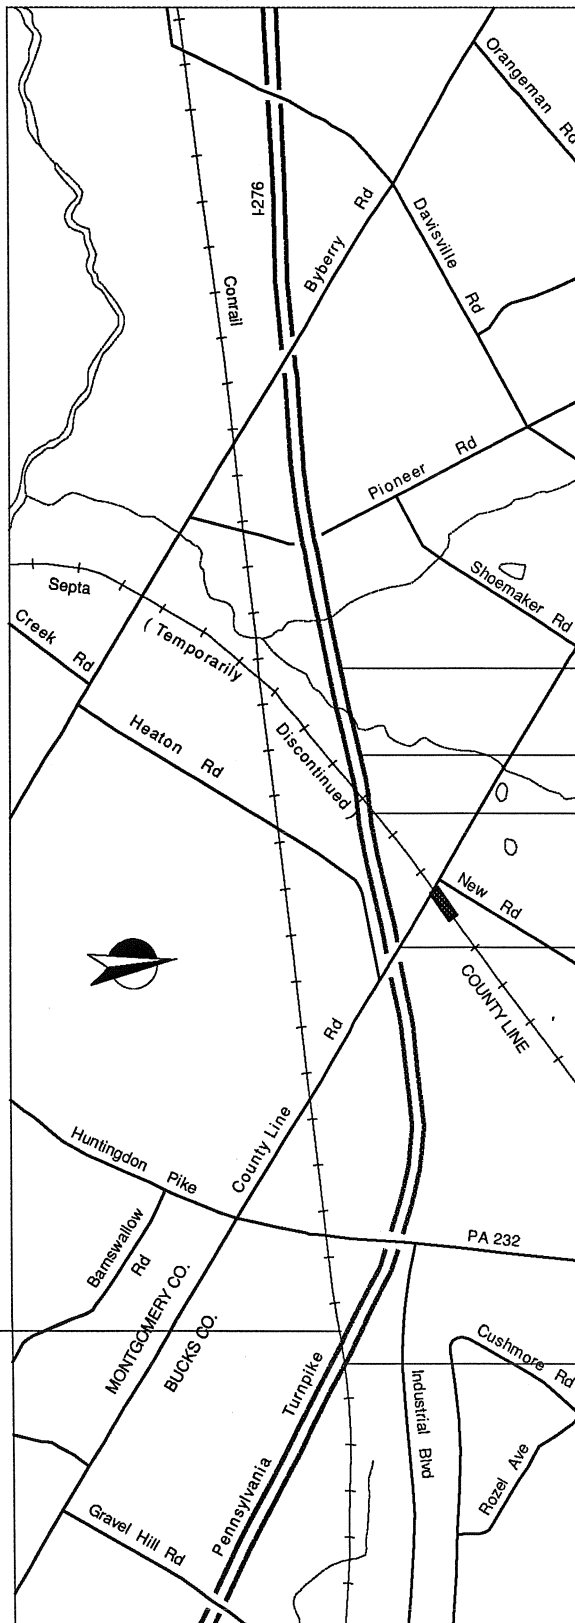 Orangeman Rd
I-276
Byberry Rd
Davisville Rd
Conrail
Pioneer Rd
Shoemaker Rd
Septa
(Temporarily
Discontinued)
Creek Rd
Heaton Rd
New Rd
COUNTY LINE
County Line Rd
Huntingdon Pike
PA 232
Barnswallow Rd
MONTGOMERY CO.
BUCKS CO.
Cushmore Rd
Pennsylvania Turnpike
Industrial Blvd
Rozel Ave
Gravel Hill Rd